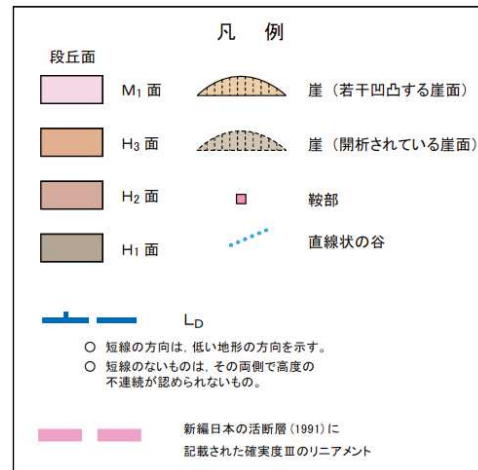 凡 例
段丘面
M1 面
崖 (若干凹凸する崖面)
H3 面
崖 (開析されている崖面)
H2 面
鞍部
H1 面
直線状の谷
LD
○ 短線の方向は，低い地形の方向を示す。
○ 短線のないものは，その両側で高度の
不連続が認められないもの。
新編日本の活断層 (1991) に
記載された確実度Ⅲのリニアメント